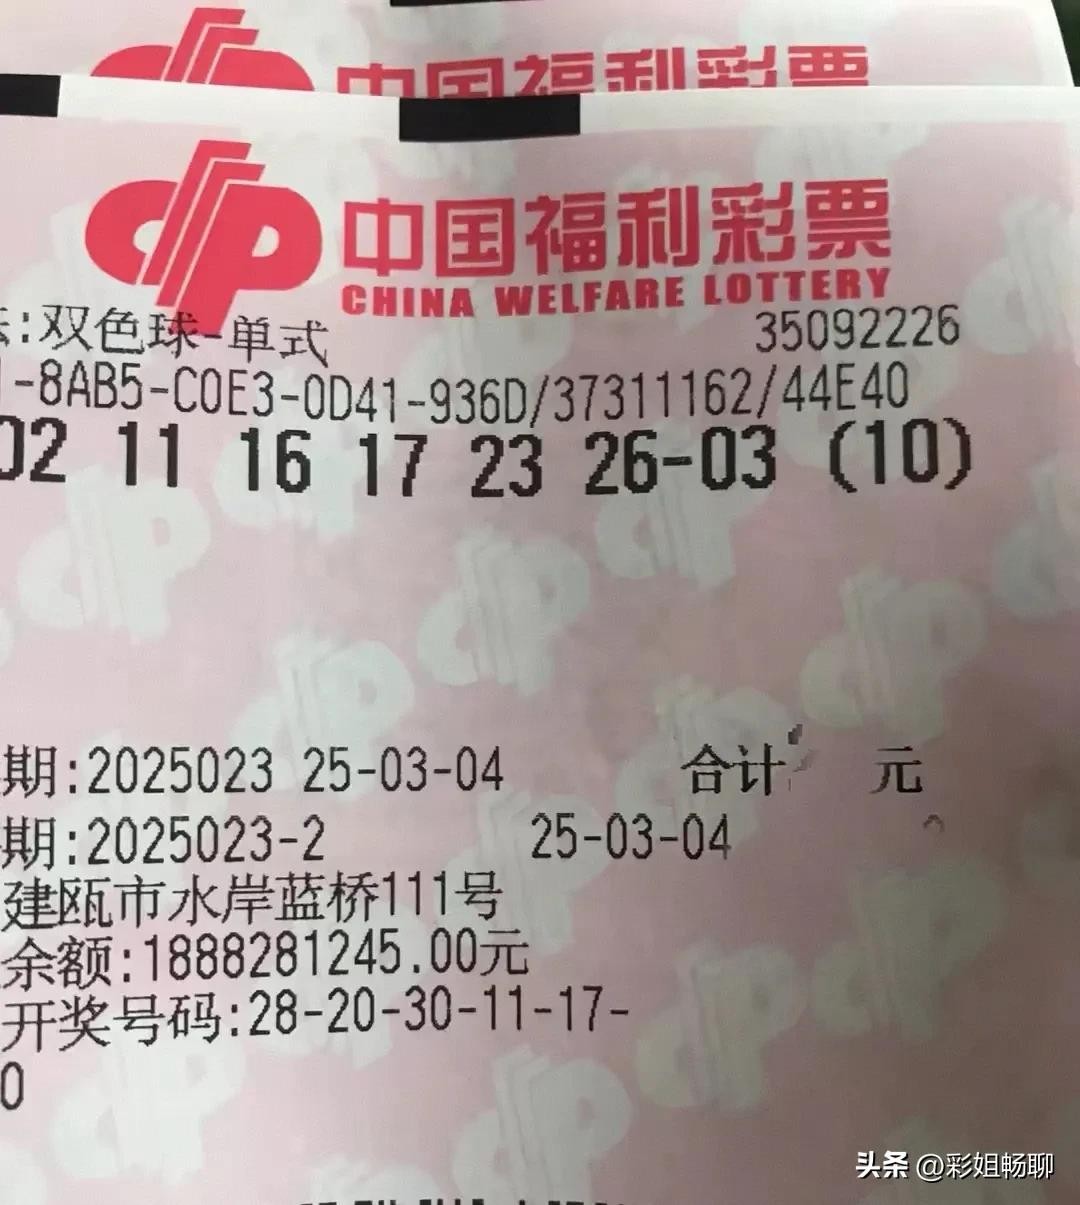 中国福利彩票
中国福利彩票
CHINA WELFARE LOTTERY
:双色球-单式 35092226
-8AB5-C0E3-0D41-936D/37311162/44E40
02 11 16 17 23 26-03 (10)
期:2025023 25-03-04 合计 元
期:2025023-2 25-03-04
建瓯市水岸蓝桥111号
余额:1888281245.00元
开奖号码:28-20-30-11-17-
0
头条 @彩姐畅聊